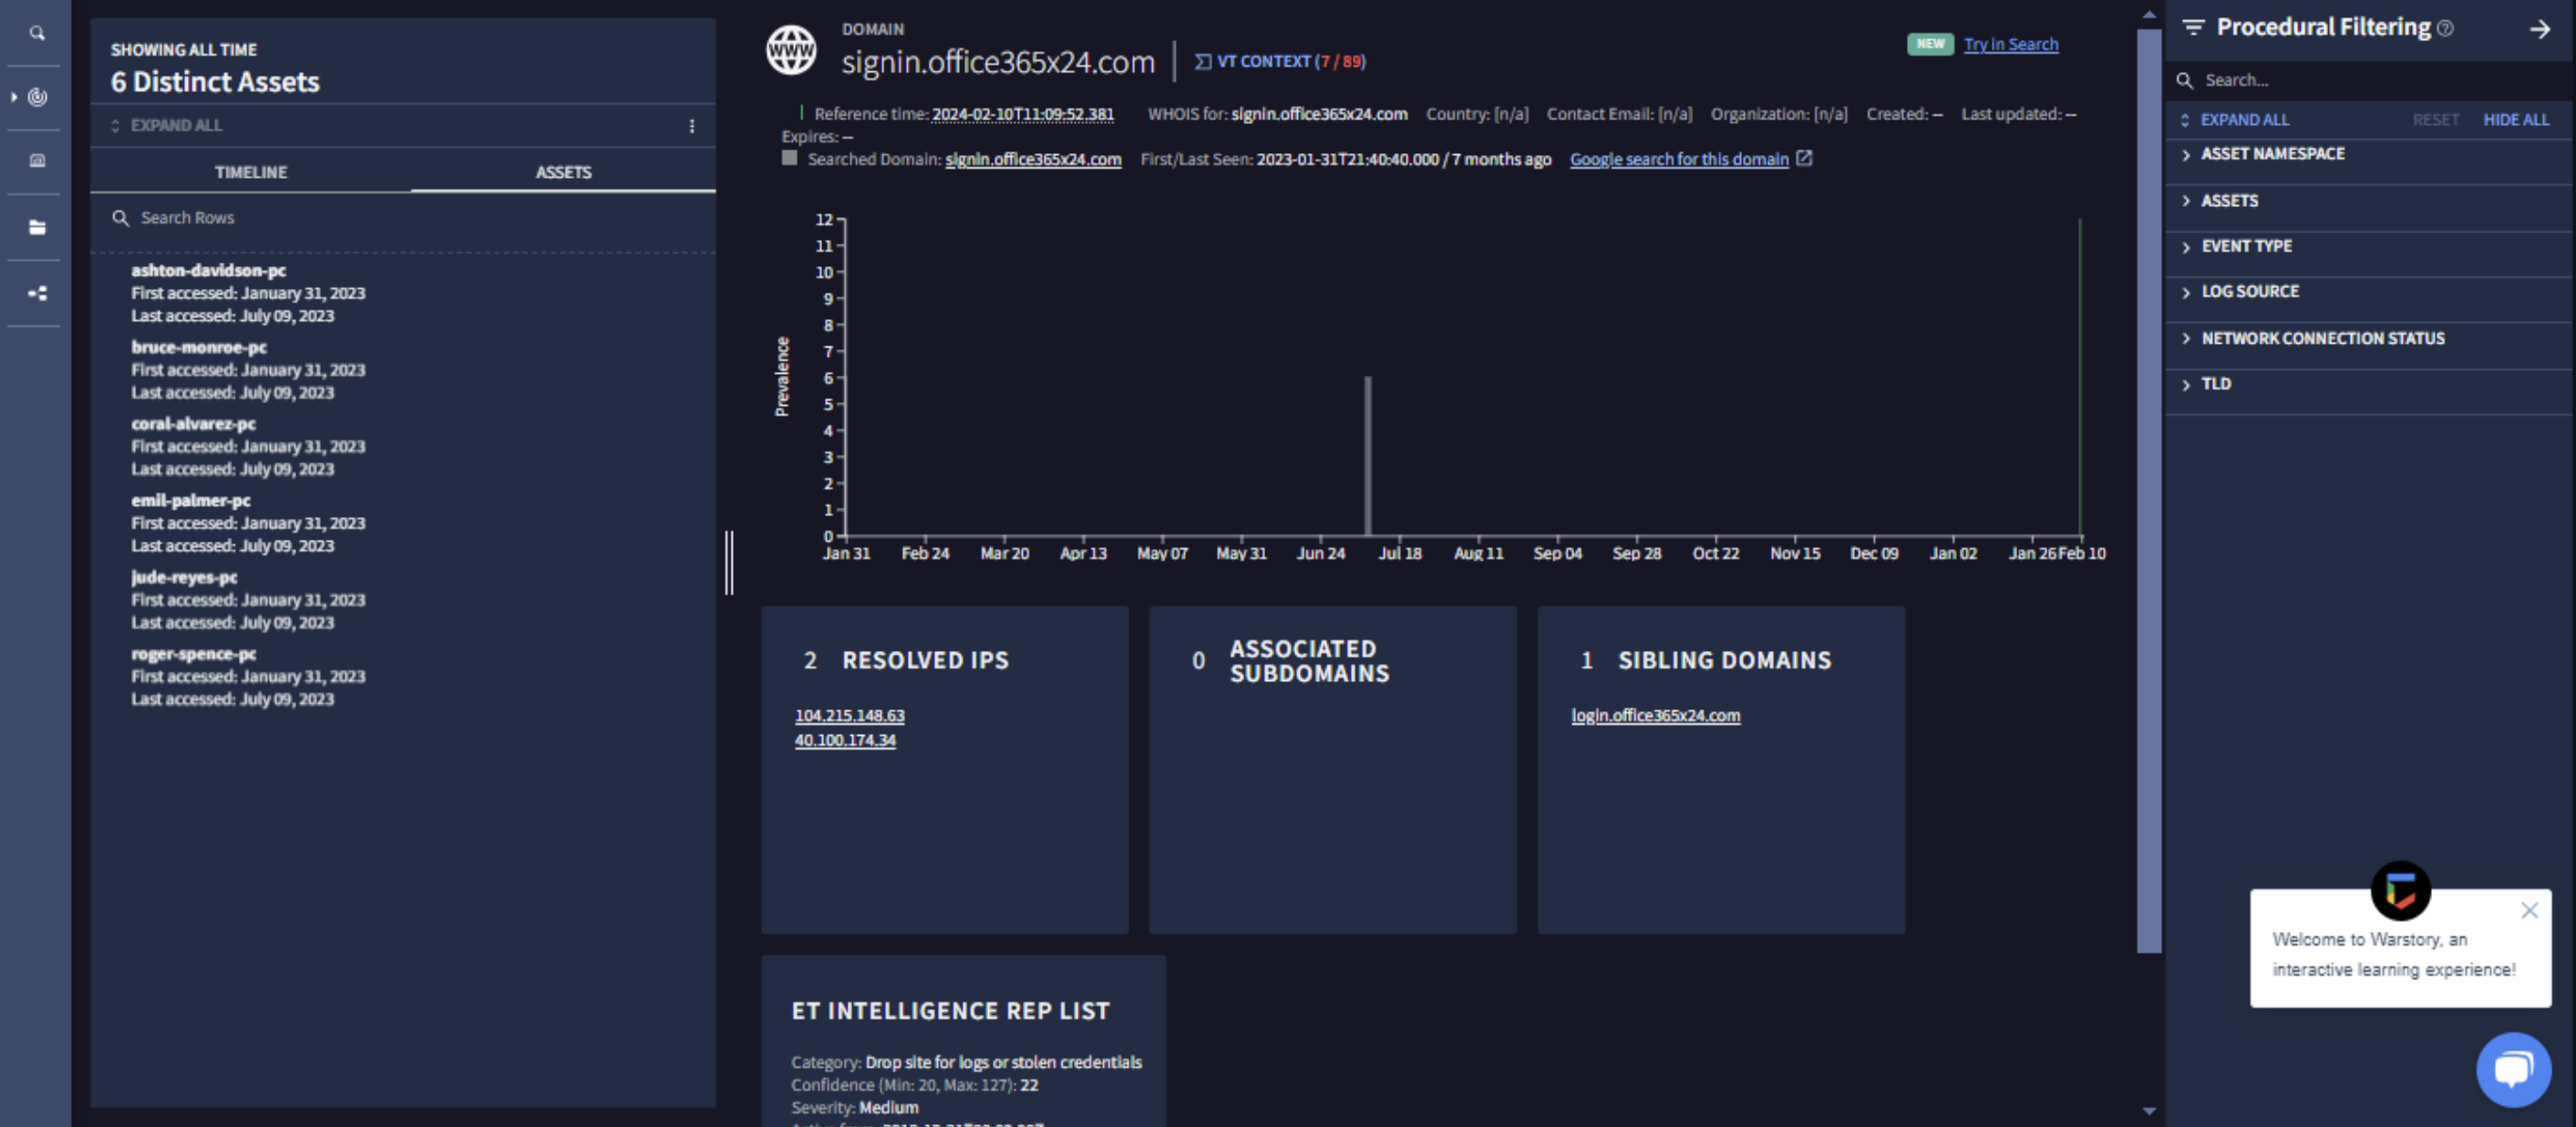 SHOWING ALL TIME
6 Distinct Assets
EXPAND ALL
TIMELINE
ASSETS
Search Rows
ashton-davidson-pc
First accessed: January 31, 2023
Last accessed: July 09, 2023
bruce-monroe-pc
First accessed: January 31, 2023
Last accessed: July 09, 2023
coral-alvarez-pc
First accessed: January 31, 2023
Last accessed: July 09, 2023
emil-palmer-pc
First accessed: January 31, 2023
Last accessed: July 09, 2023
jude-reyes-pc
First accessed: January 31, 2023
Last accessed: July 09, 2023
roger-spence-pc
First accessed: January 31, 2023
Last accessed: July 09, 2023
WWW
DOMAIN
signin.office365x24.com
VT CONTEXT (7 / 89)
NEW Try in Search
Reference time: 2024-02-10T11:09:52.381 WHOIS for: signin.office365x24.com Country: [n/a] Contact Email: [n/a] Organization: [n/a] Created: -- Last updated: --
Expires: --
Searched Domain: signin.office365x24.com First/Last Seen: 2023-01-31T21:40:40.000 / 7 months ago Google search for this domain
Prevalence
12
11
10
9
8
7
6
5
4
3
2
1
0
Jan 31 Feb 24 Mar 20 Apr 13 May 07 May 31 Jun 24 Jul 18 Aug 11 Sep 04 Sep 28 Oct 22 Nov 15 Dec 09 Jan 02 Jan 26 Feb 10
2 RESOLVED IPS
104.215.148.63
40.100.174.34
0 ASSOCIATED
SUBDOMAINS
1 SIBLING DOMAINS
login.office365x24.com
ET INTELLIGENCE REP LIST
Category: Drop site for logs or stolen credentials
Confidence (Min: 20, Max: 127): 22
Severity: Medium
Procedural Filtering
Search...
EXPAND ALL RESET HIDE ALL
ASSET NAMESPACE
ASSETS
EVENT TYPE
LOG SOURCE
NETWORK CONNECTION STATUS
TLD
Welcome to Warstory, an
interactive learning experience!